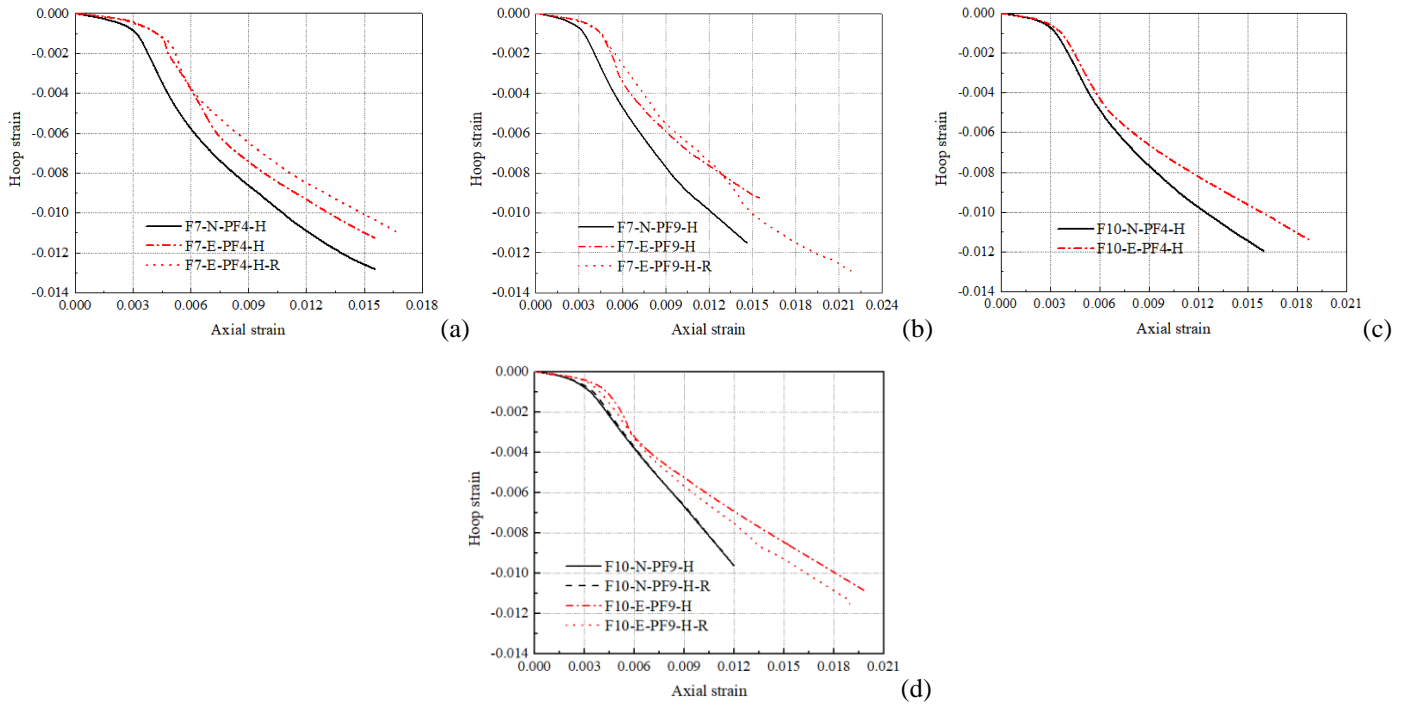 0.000
-0.002
-0.004
-0.006
-0.008
-0.010
-0.012
-0.014
Hoop strain
F7-N-PF4-H
F7-E-PF4-H
F7-E-PF4-H-R
0.000 0.003 0.006 0.009 0.012 0.015 0.018
Axial strain
(a)
0.000
-0.002
-0.004
-0.006
-0.008
-0.010
-0.012
-0.014
Hoop strain
F7-N-PF9-H
F7-E-PF9-H
F7-E-PF9-H-R
0.000 0.003 0.006 0.009 0.012 0.015 0.018 0.021 0.024
Axial strain
(b)
0.000
-0.002
-0.004
-0.006
-0.008
-0.010
-0.012
-0.014
Hoop strain
F10-N-PF4-H
F10-E-PF4-H
0.000 0.003 0.006 0.009 0.012 0.015 0.018 0.021
Axial strain
(c)
0.000
-0.002
-0.004
-0.006
-0.008
-0.010
-0.012
-0.014
Hoop strain
F10-N-PF9-H
F10-N-PF9-H-R
F10-E-PF9-H
F10-E-PF9-H-R
0.000 0.003 0.006 0.009 0.012 0.015 0.018 0.021
Axial strain
(d)